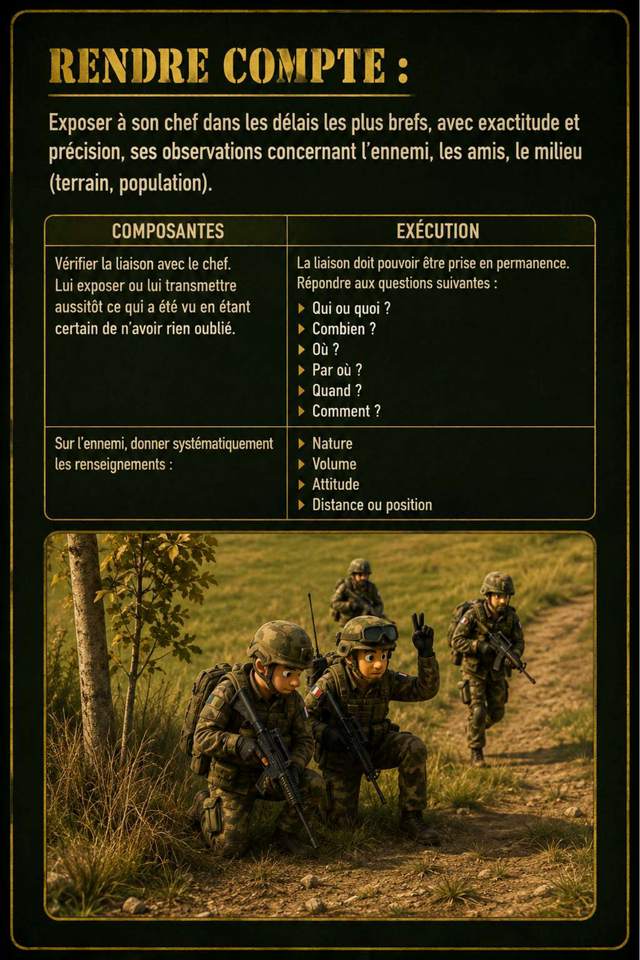 RENDRE COMPTE :
Exposer à son chef dans les délais les plus brefs, avec exactitude et
précision, ses observations concernant l'ennemi, les amis, le milieu
(terrain, population).
COMPOSANTES
EXÉCUTION
Vérifier la liaison avec le chef.
Lui exposer ou lui transmettre
aussitôt ce qui a été vu en étant
certain de n'avoir rien oublié.
La liaison doit pouvoir être prise en permanence.
Répondre aux questions suivantes :
Qui ou quoi ?
Combien ?
Où ?
Par où ?
Quand ?
Comment ?
Sur l'ennemi, donner systématiquement
les renseignements :
Nature
Volume
Attitude
Distance ou position